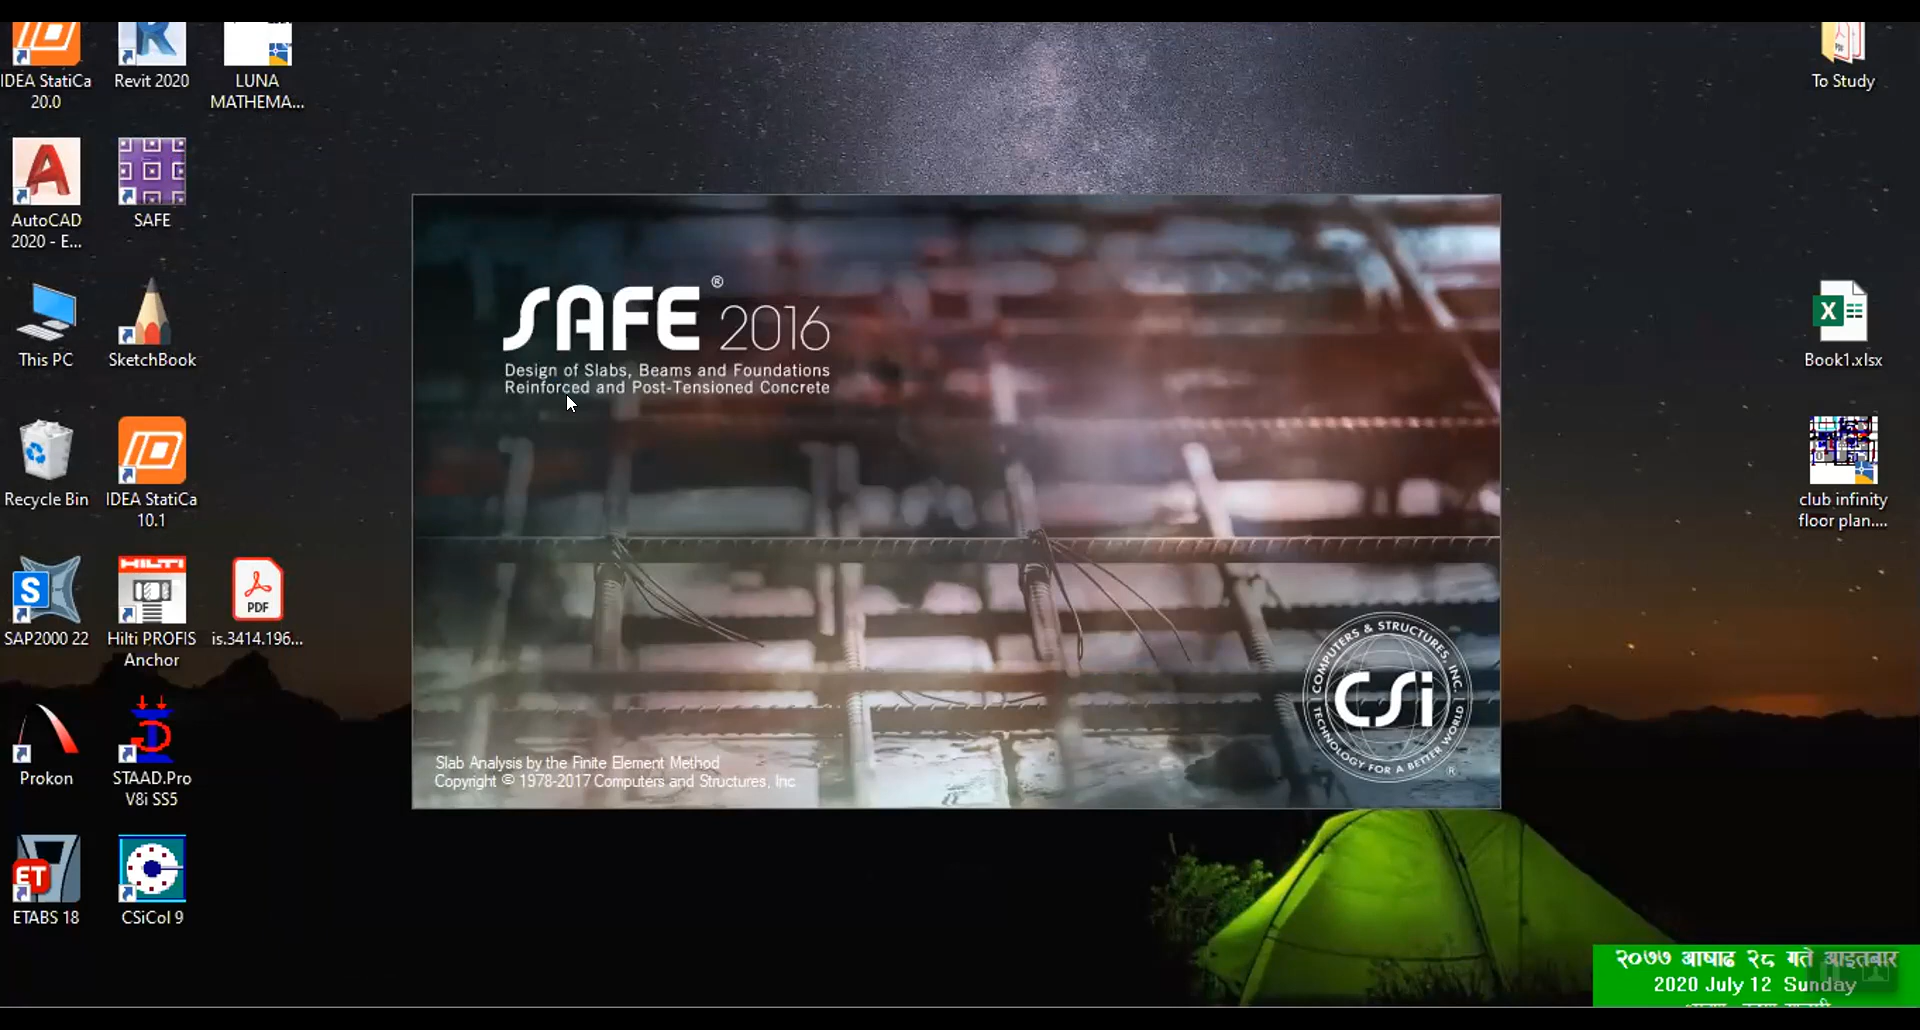 IDEA StatiCa
20.0
Revit 2020
LUNA
MATHEMA...
To Study
AutoCAD
2020 - E...
SAFE
This PC
SketchBook
Book1.xlsx
Recycle Bin
IDEA StatiCa
10.1
club infinity
floor plan....
SAP2000 22
HILTI
Hilti PROFIS
Anchor
PDF
is.3414.196...
Prokon
STAAD.Pro
V8i SS5
ET
ETABS 18
CSiCol 9
SAFE® 2016
Design of Slabs, Beams and Foundations
Reinforced and Post-Tensioned Concrete
COMPUTERS & STRUCTURES, INC.
CSi
TECHNOLOGY FOR A BETTER WORLD ®
Slab Analysis by the Finite Element Method
Copyright © 1978-2017 Computers and Structures, Inc.
२०७७ आषाढ २८ गते आइतबार
2020 July 12 Sunday